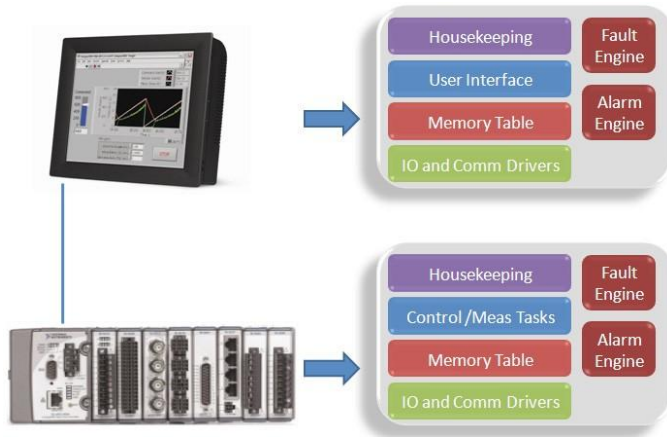 Housekeeping
User Interface
Memory Table
IO and Comm Drivers
Fault
Engine
Alarm
Engine
STOP
Housekeeping
Control/Meas Tasks
Memory Table
IO and Comm Drivers
Fault
Engine
Alarm
Engine